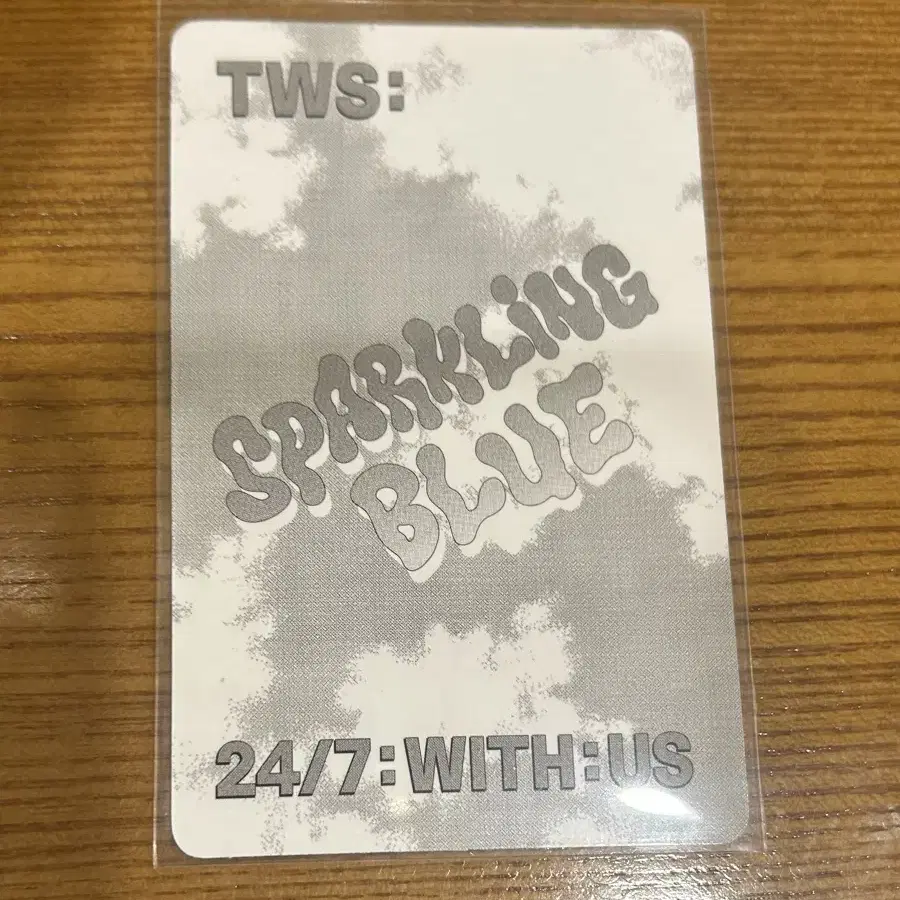 TWS:
SPARKLiNG
BLUE
24/7:WITH:US